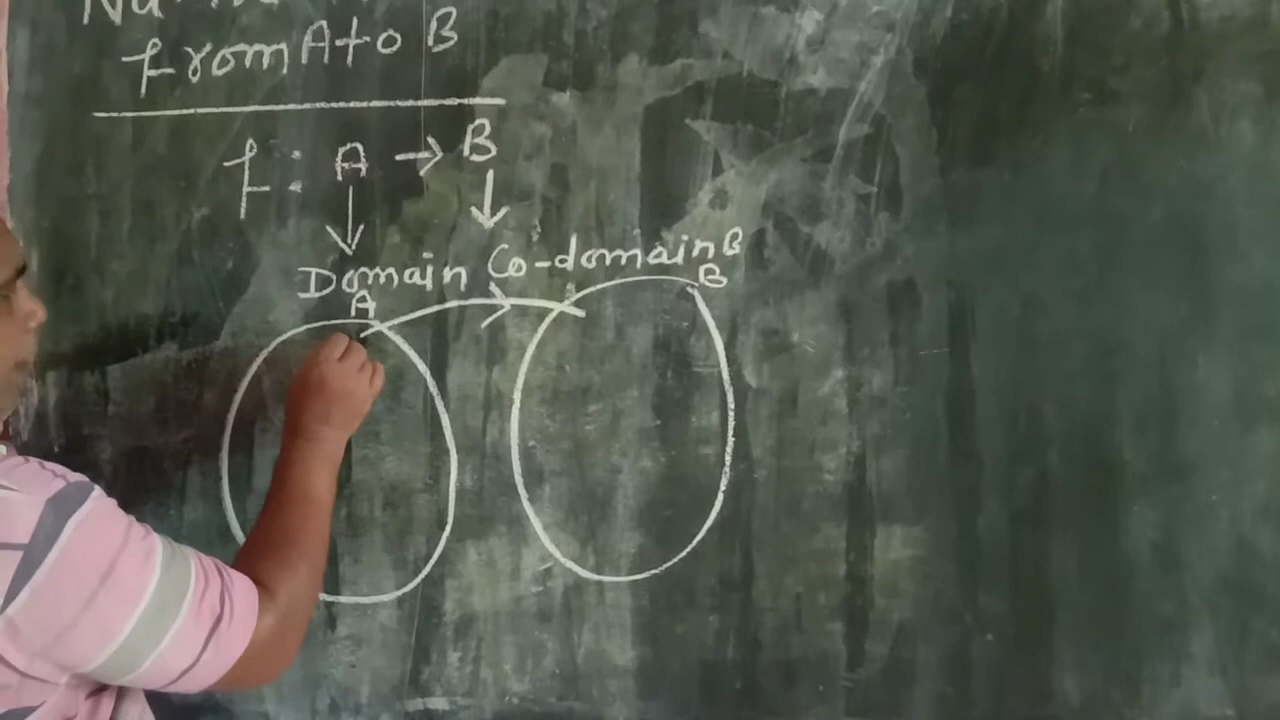 from A to B
f : A → B
Domain Co-domain B
A
B